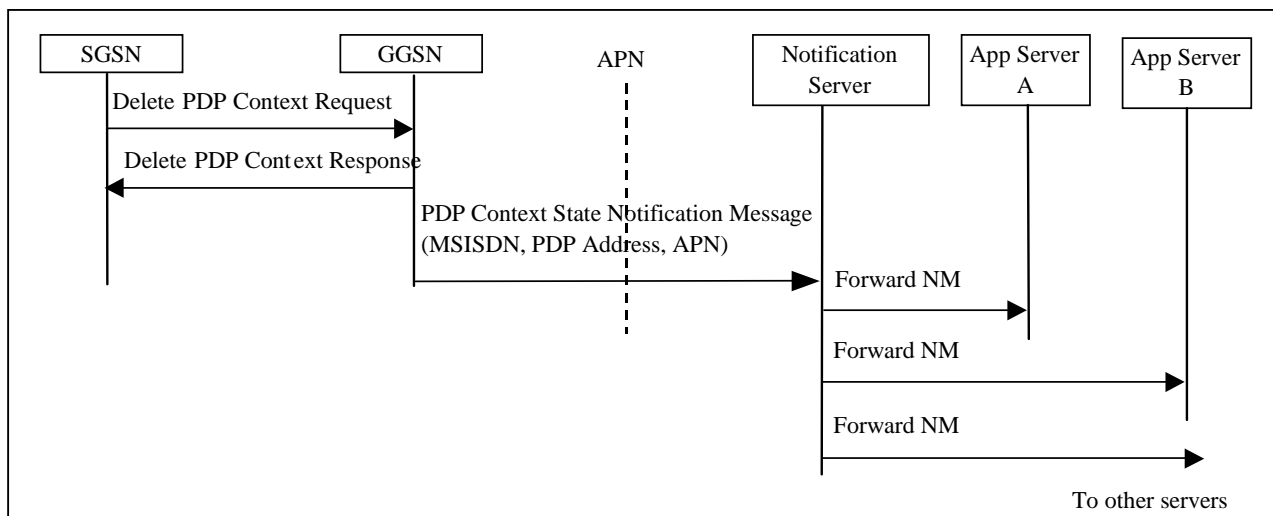 SGSN
GGSN
APN
Notification
Server
App Server
A
App Server
B
Delete PDP Context Request
Delete PDP Context Response
PDP Context State Notification Message
(MSISDN, PDP Address, APN)
Forward NM
Forward NM
Forward NM
To other servers